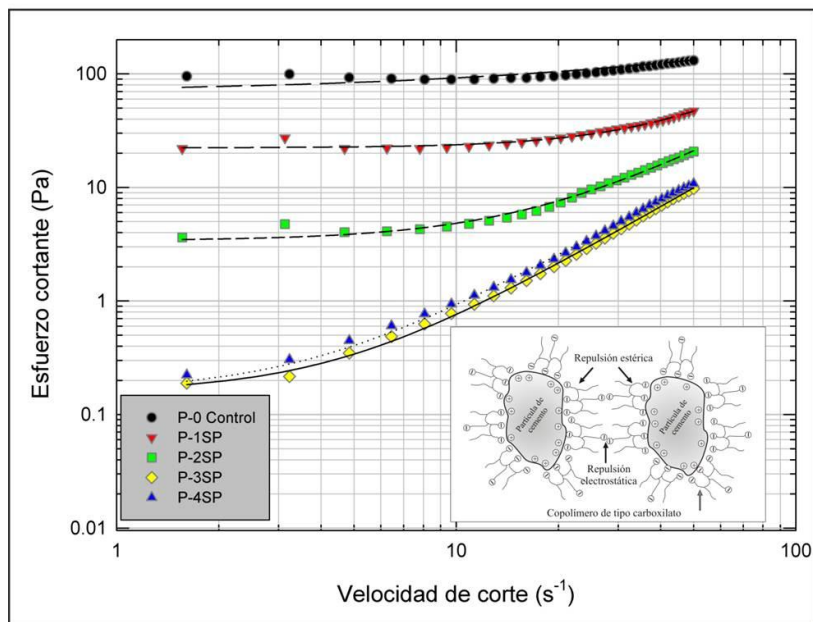 100
10
1
0.1
0.01
Esfuerzo cortante (Pa)
P-0 Control
P-1SP
P-2SP
P-3SP
P-4SP
Repulsión estérica
Partícula de
cemento
Partícula de
cemento
Repulsión
electrostática
Copolímero de tipo carboxilato
1 10 100
Velocidad de corte (s⁻¹)